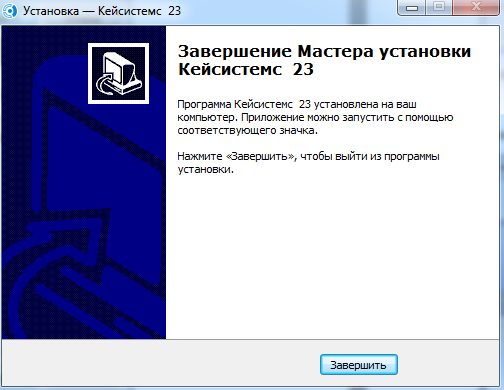 Установка — Кейсистемс 23
Завершение Мастера установки
Кейсистемс 23
Программа Кейсистемс 23 установлена на ваш
компьютер. Приложение можно запустить с помощью
соответствующего значка.
Нажмите «Завершить», чтобы выйти из программы
установки.
Завершить